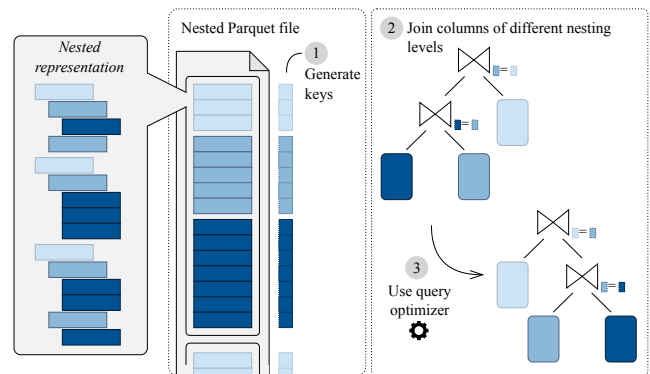 Nested
representation
Nested Parquet file
1
Generate
keys
2 Join columns of different nesting
levels
=
=
3
Use query
optimizer
=
=